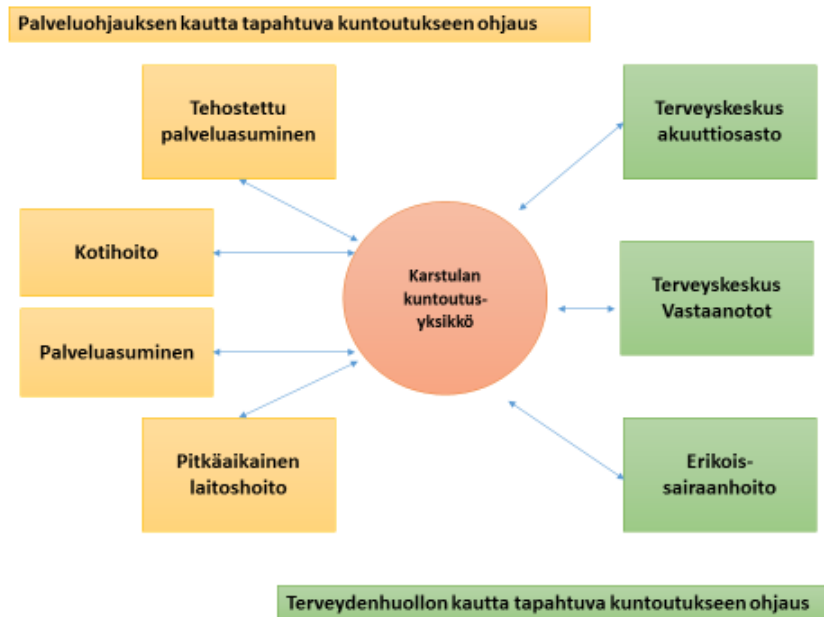 Palveluohjauksen kautta tapahtuva kuntoutukseen ohjaus
Tehostettu
palveluasuminen
Kotihoito
Palveluasuminen
Pitkäaikainen
laitoshoito
Karstulan
kuntoutus-
yksikkö
Terveyskeskus
akuuttiosasto
Terveyskeskus
Vastaanotot
Erikois-
sairaanhoito
Terveydenhuollon kautta tapahtuva kuntoutukseen ohjaus